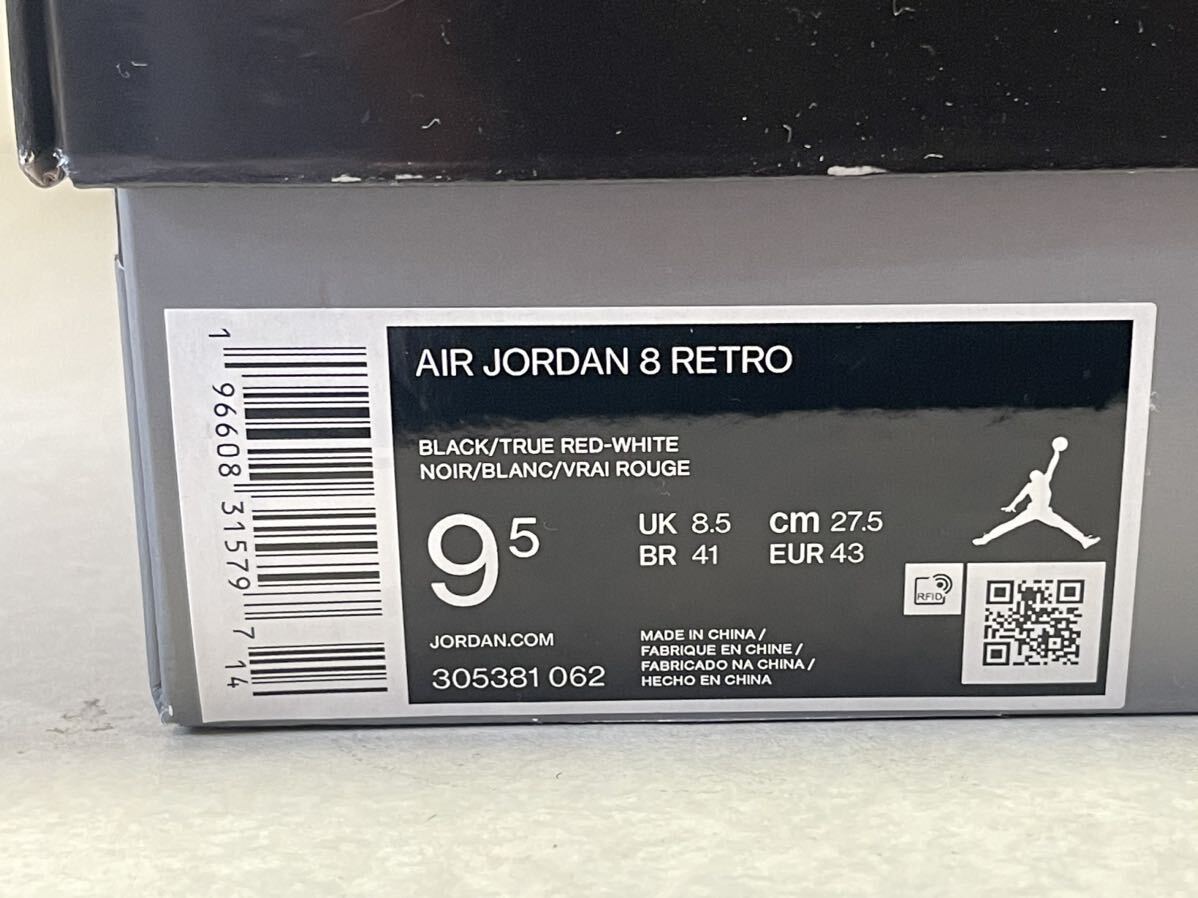 1 96608 31579 7 14
AIR JORDAN 8 RETRO
BLACK/TRUE RED-WHITE
NOIR/BLANC/VRAI ROUGE
9 5
UK 8.5 cm 27.5
BR 41 EUR 43
RFID
JORDAN.COM
305381 062
MADE IN CHINA /
FABRIQUE EN CHINE /
FABRICADO NA CHINA /
HECHO EN CHINA